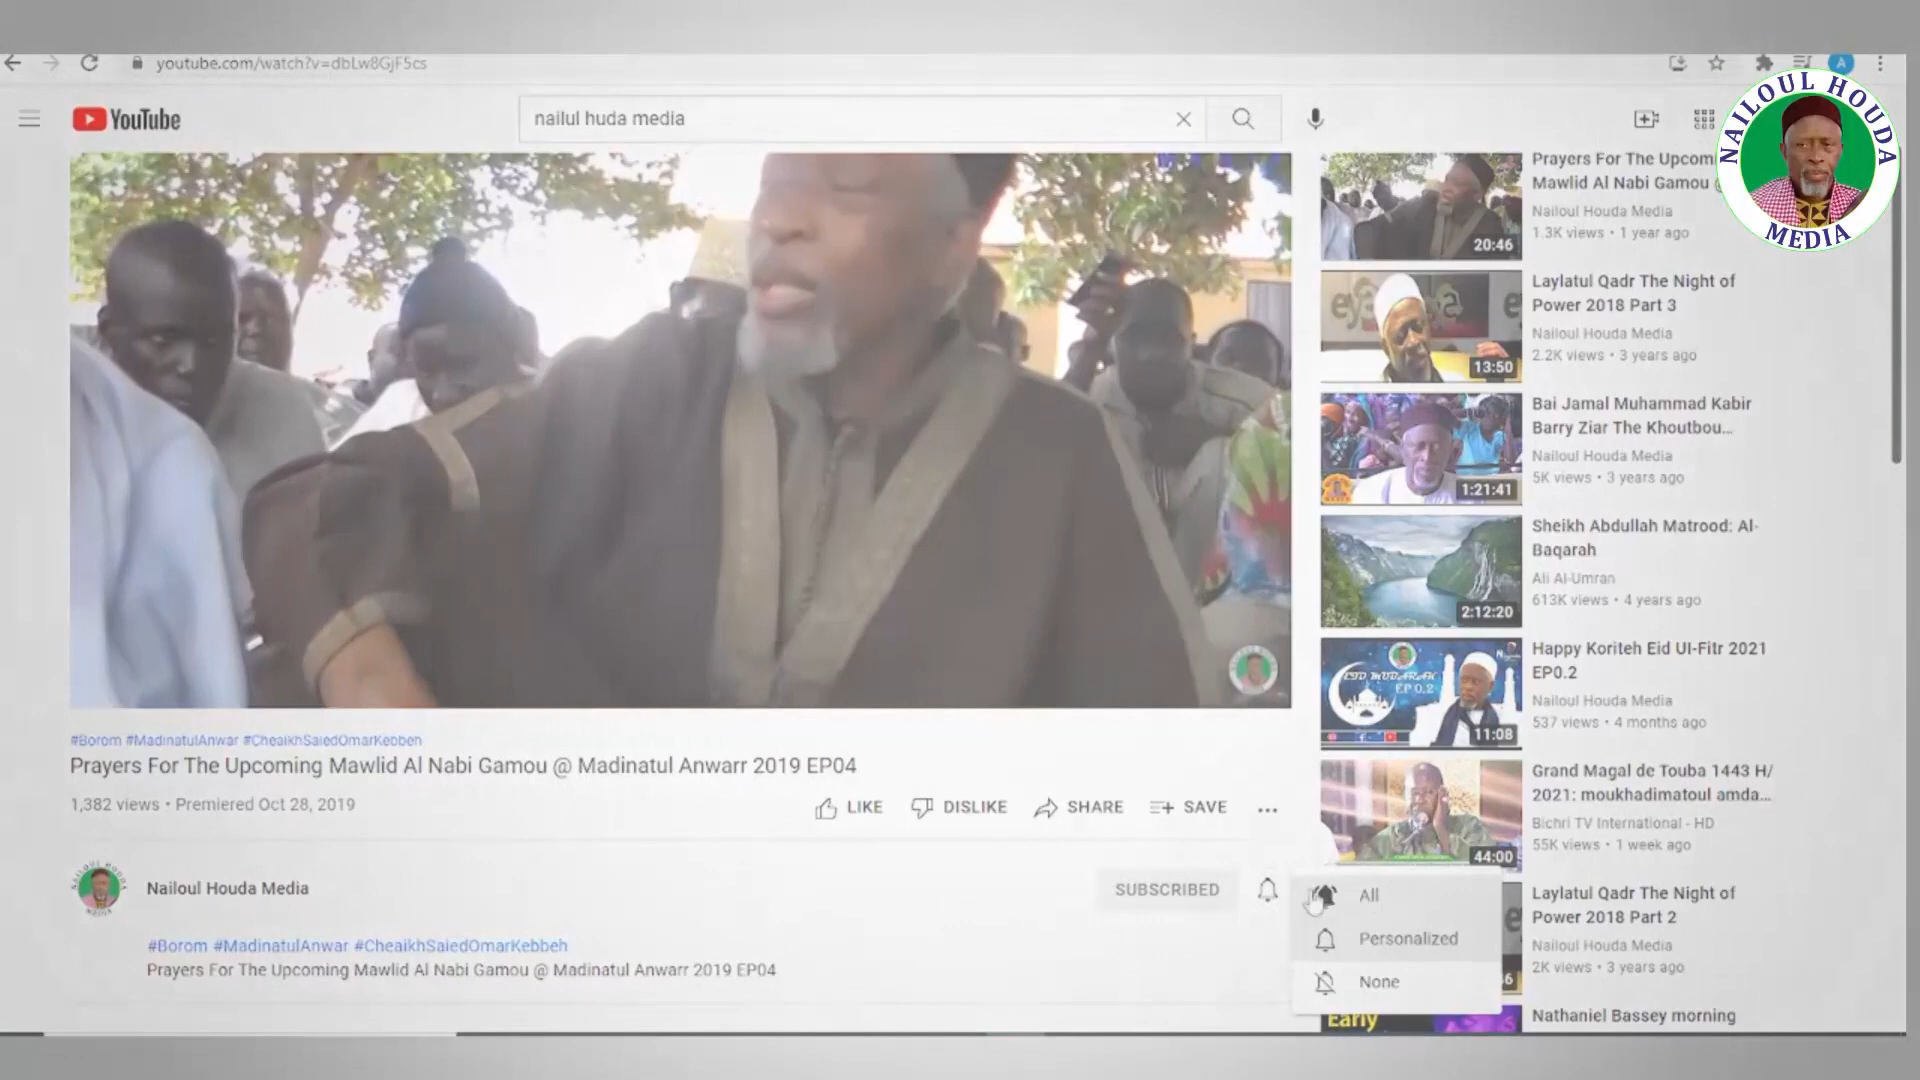 youtube.com/watch?v=dbLw8GjF5cs
A
YouTube
nailul huda media
NAILOUL HOUDA
MEDIA
Prayers For The Upcom
Mawlid Al Nabi Gamou
Nailoul Houda Media
1.3K views • 1 year ago
20:46
Laylatul Qadr The Night of
Power 2018 Part 3
Nailoul Houda Media
2.2K views • 3 years ago
13:50
Bai Jamal Muhammad Kabir
Barry Ziar The Khoutbou...
Nailoul Houda Media
5K views • 3 years ago
1:21:41
Sheikh Abdullah Matrood: Al-
Baqarah
Ali Al-Umran
613K views • 4 years ago
2:12:20
Happy Koriteh Eid Ul-Fitr 2021
EP0.2
Nailoul Houda Media
537 views • 4 months ago
EID MUBARAK
EP 0.2
11:08
Grand Magal de Touba 1443 H/
2021: moukhadimatoul amda...
Bichri TV International - HD
55K views • 1 week ago
44:00
Laylatul Qadr The Night of
Power 2018 Part 2
Nailoul Houda Media
2K views • 3 years ago
Nathaniel Bassey morning
Early
#Borom #MadinatulAnwar #CheaikhSaiedOmarKebbeh
Prayers For The Upcoming Mawlid Al Nabi Gamou @ Madinatul Anwarr 2019 EP04
1,382 views • Premiered Oct 28, 2019
LIKE DISLIKE SHARE SAVE
Nailoul Houda Media
SUBSCRIBED
All
Personalized
None
#Borom #MadinatulAnwar #CheaikhSaiedOmarKebbeh
Prayers For The Upcoming Mawlid Al Nabi Gamou @ Madinatul Anwarr 2019 EP04